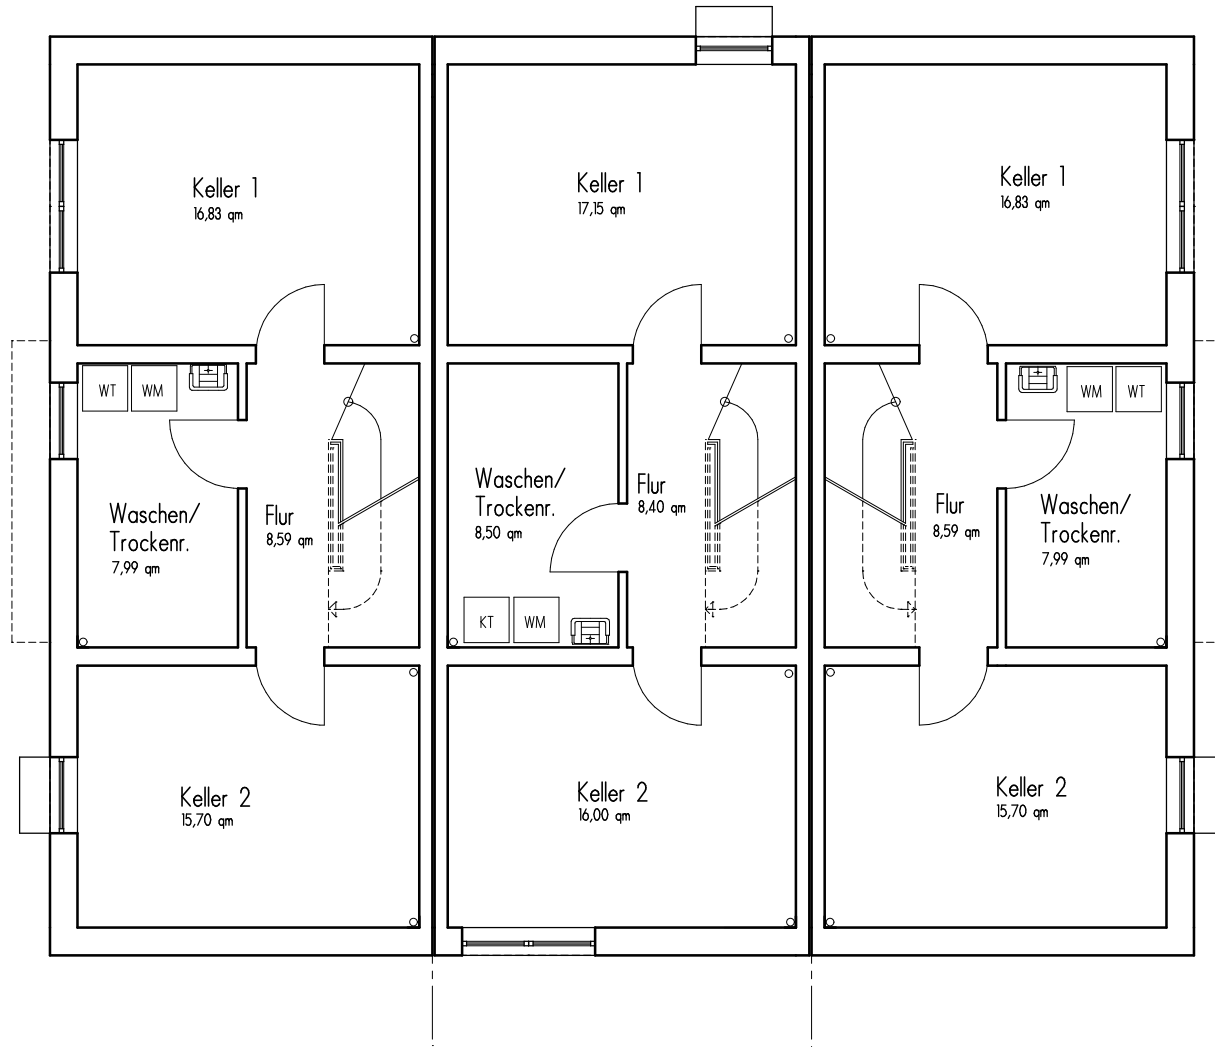 Keller 1
16,83 qm
Keller 1
17,15 qm
Keller 1
16,83 qm
WT
WM
WM
WT
Waschen/
Trockenr.
7,99 qm
Flur
8,59 qm
Waschen/
Trockenr.
8,50 qm
Flur
8,40 qm
Flur
8,59 qm
Waschen/
Trockenr.
7,99 qm
KT
WM
Keller 2
15,70 qm
Keller 2
16,00 qm
Keller 2
15,70 qm